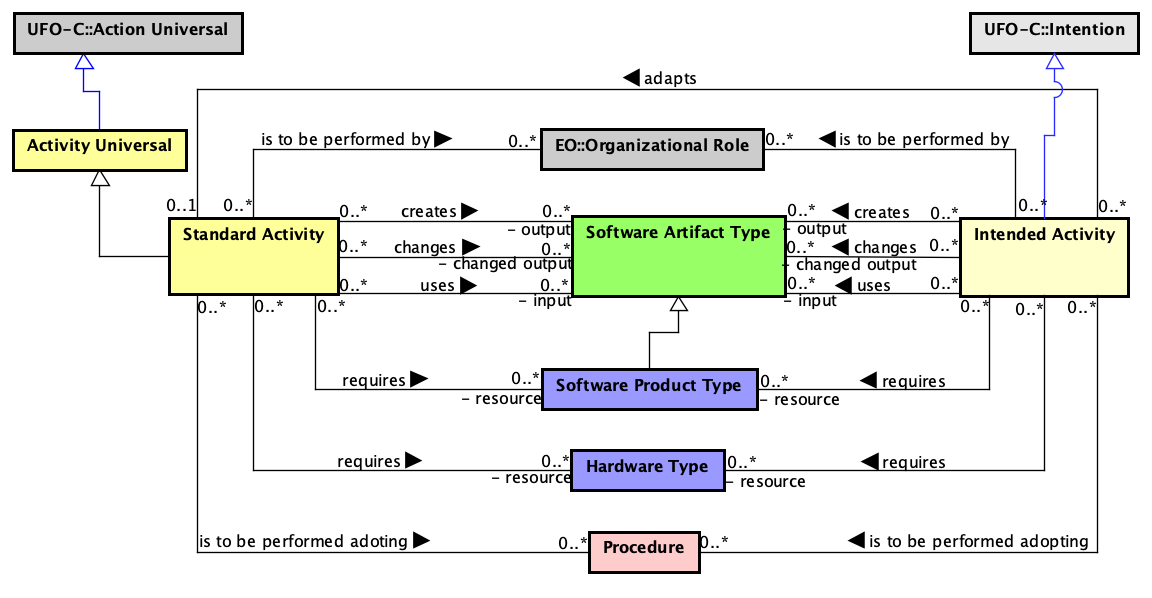 UFO-C::Action Universal
UFO-C::Intention
adapts
is to be performed by
0..*
EO::Organizational Role
0..*
is to be performed by
Activity Universal
0..1
0..*
0..*
0..*
Standard Activity
0..*
creates
0..*
- output
Software Artifact Type
0..*
- output
creates
0..*
Intended Activity
0..*
changes
0..*
- changed output
0..*
- changed output
changes
0..*
0..*
uses
0..*
- input
0..*
- input
uses
0..*
0..*
0..*
0..*
0..*
0..*
0..*
requires
0..*
- resource
Software Product Type
0..*
- resource
requires
requires
0..*
- resource
Hardware Type
0..*
- resource
requires
is to be performed adoting
0..*
Procedure
0..*
is to be performed adopting